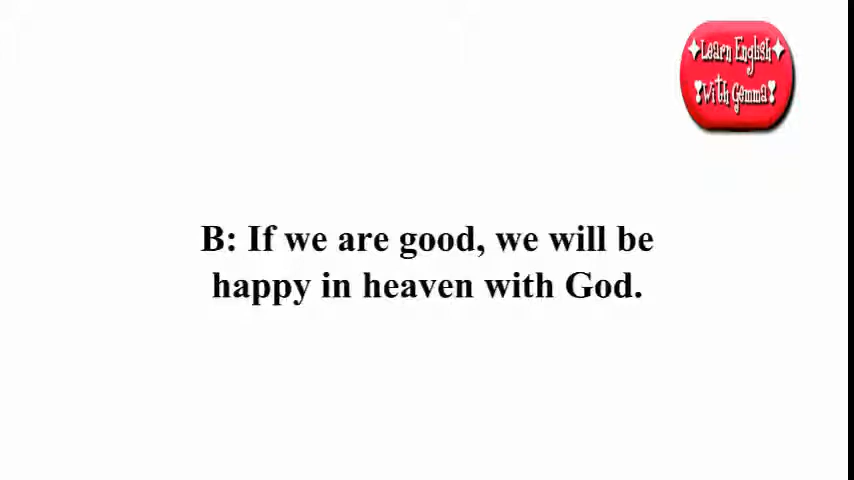 ✦Learn English✦
❣With Gemma❣
B: If we are good, we will be
happy in heaven with God.